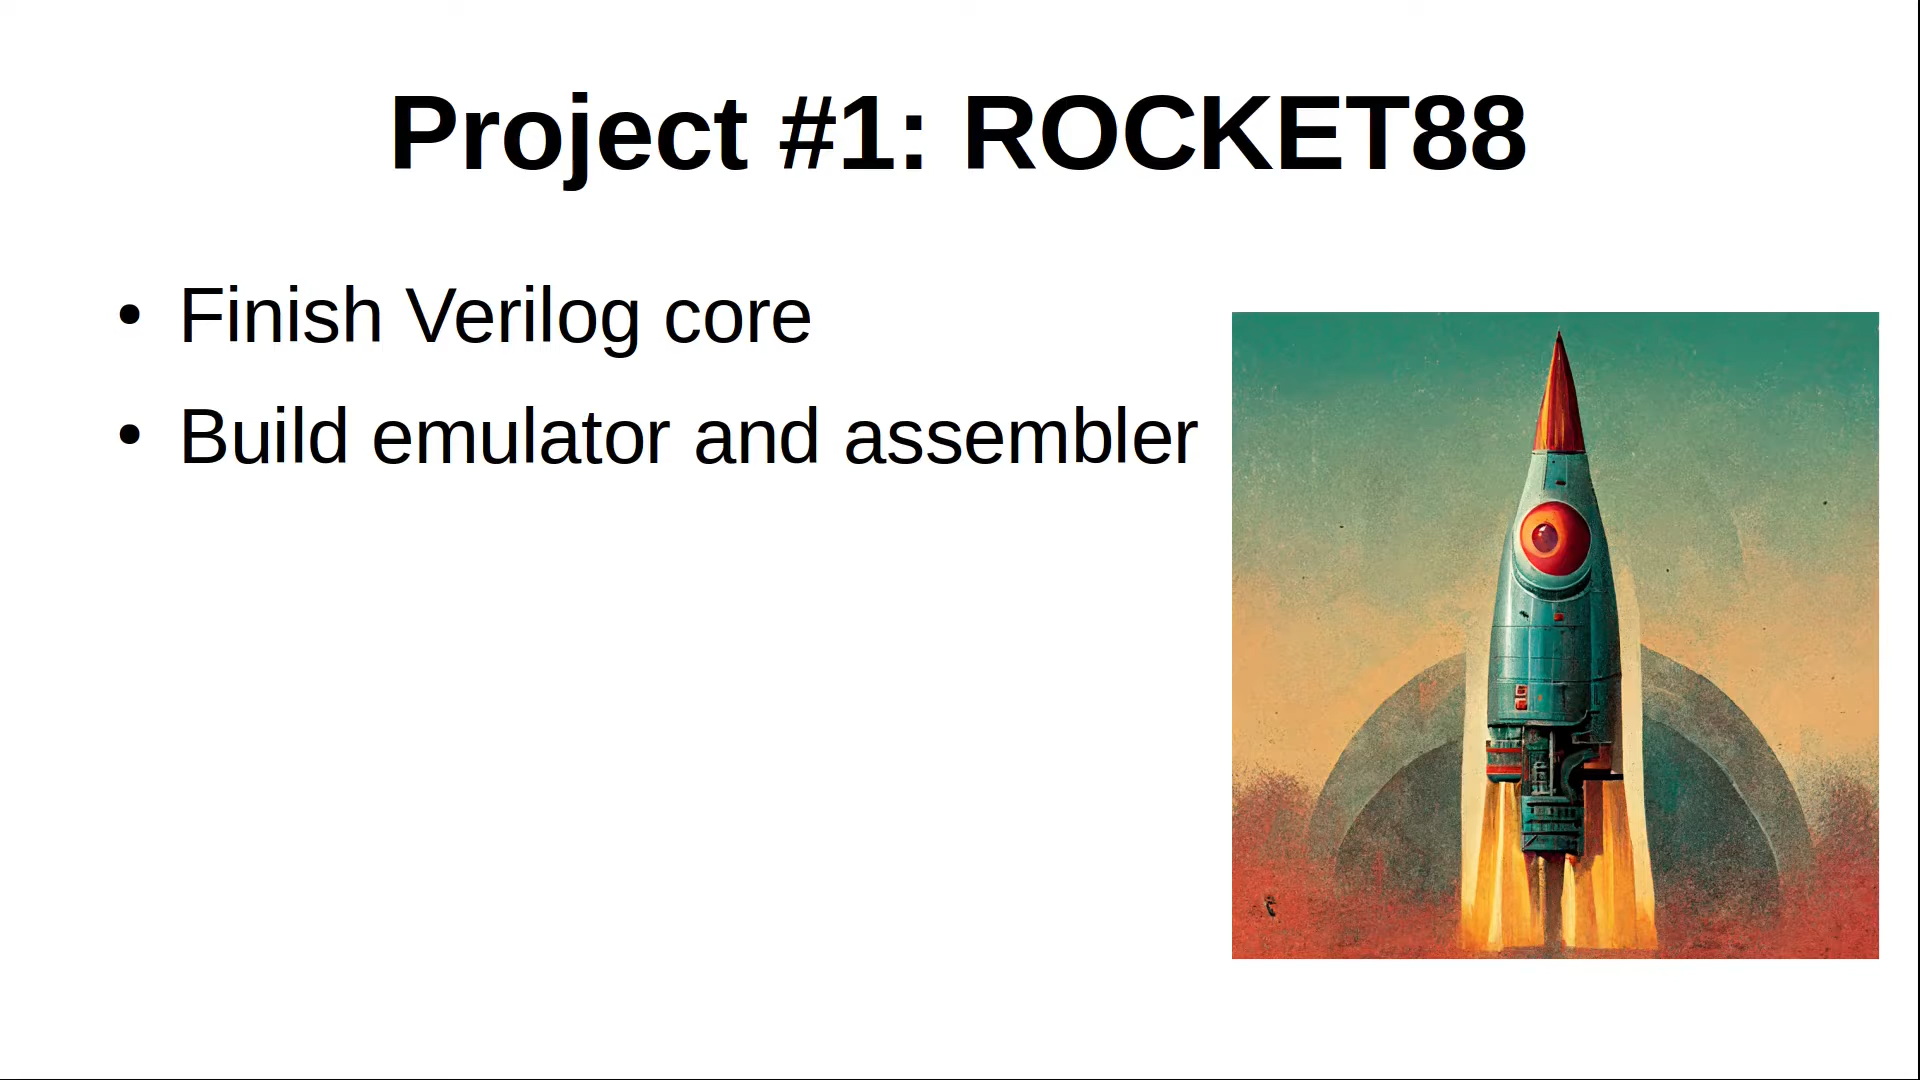 Project #1: ROCKET88
• Finish Verilog core
• Build emulator and assembler